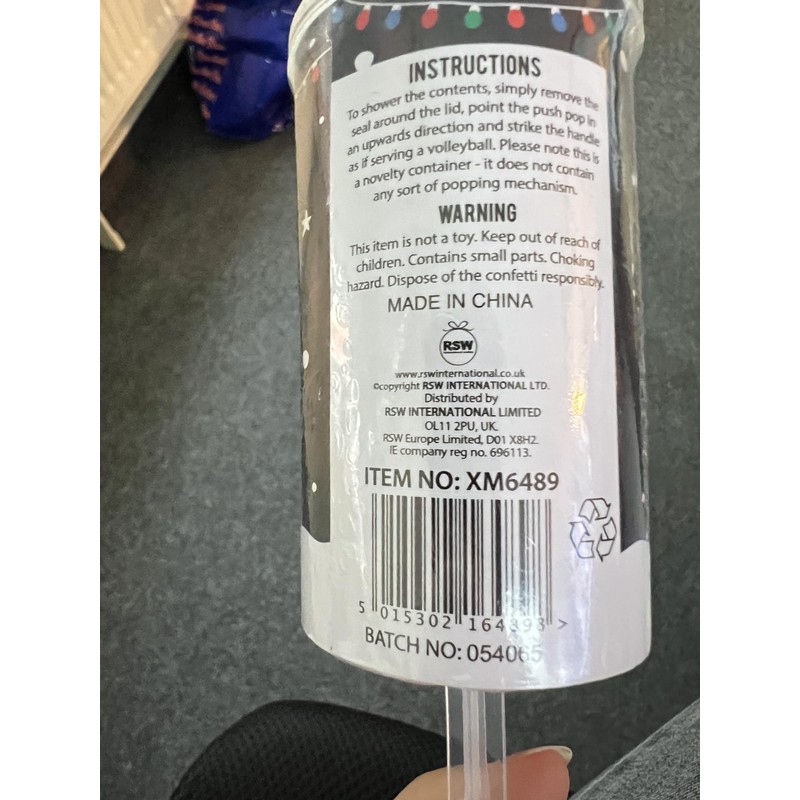 INSTRUCTIONS
To shower the contents, simply remove the
seal around the lid, point the push pop in
an upwards direction and strike the handle
as if serving a volleyball. Please note this is
a novelty container - it does not contain
any sort of popping mechanism.
WARNING
This item is not a toy. Keep out of reach of
children. Contains small parts. Choking
hazard. Dispose of the confetti responsibly.
MADE IN CHINA
RSW
www.rswinternational.co.uk
©copyright RSW INTERNATIONAL LTD.
Distributed by
RSW INTERNATIONAL LIMITED
OL11 2PU, UK.
RSW Europe Limited, D01 X8H2.
IE company reg no. 696113.
ITEM NO: XM6489
5 015302 164898 >
BATCH NO: 054065